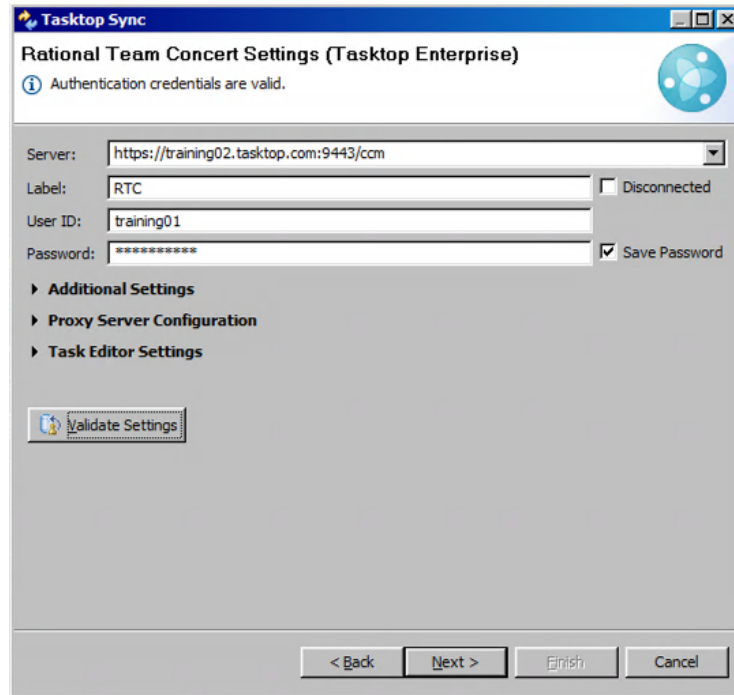 Tasktop Sync
Rational Team Concert Settings (Tasktop Enterprise)
Authentication credentials are valid.
Server: https://training02.tasktop.com:9443/ccm
Label: RTC Disconnected
User ID: training01
Password: ********** Save Password
Additional Settings
Proxy Server Configuration
Task Editor Settings
Validate Settings
< Back Next > Finish Cancel